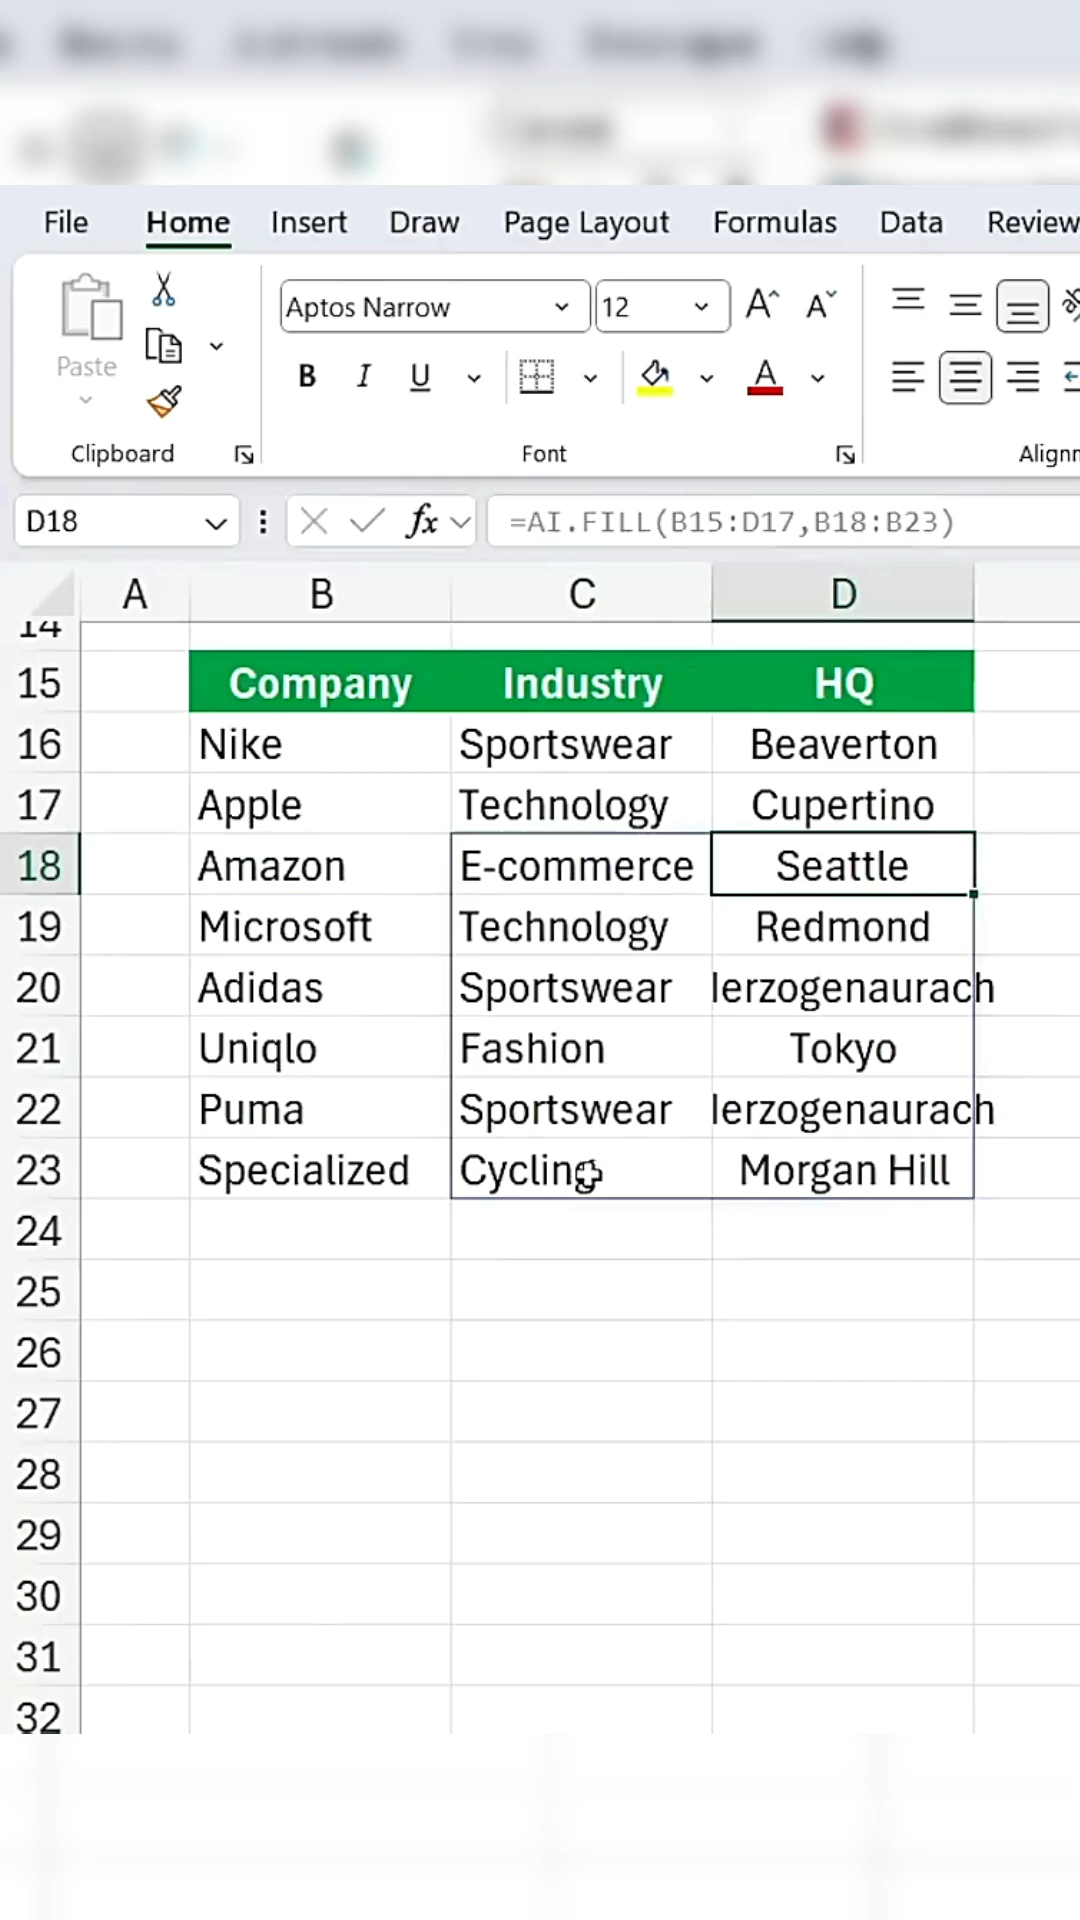 File Home Insert Draw Page Layout Formulas Data Review
Aptos Narrow 12
Paste
B I U A
Clipboard Font
D18 fx =AI.FILL(B15:D17,B18:B23)
A B C D
14
15 Company Industry HQ
16 Nike Sportswear Beaverton
17 Apple Technology Cupertino
18 Amazon E-commerce Seattle
19 Microsoft Technology Redmond
20 Adidas Sportswear lerzogenaurach
21 Uniqlo Fashion Tokyo
22 Puma Sportswear lerzogenaurach
23 Specialized Cycling Morgan Hill
24
25
26
27
28
29
30
31
32